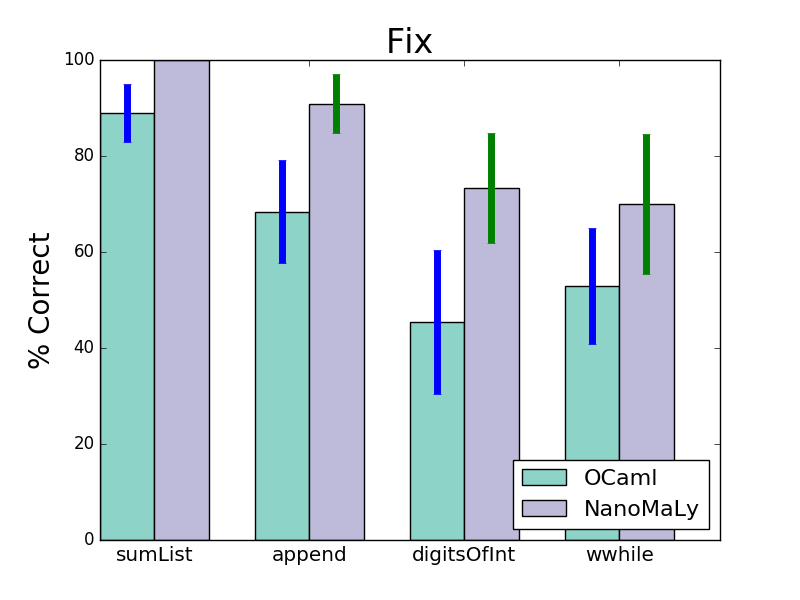 Fix
% Correct
100
80
60
40
20
0
sumList append digitsOfInt wwhile
OCaml
NanoMaLy